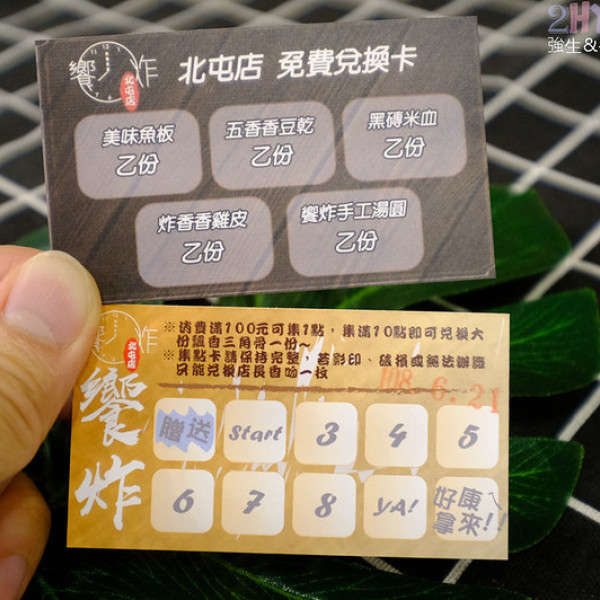 2HY
強生&
饗 炸
北屯店
北屯店 免費兌換卡
美味魚板
乙份
五香香豆乾
乙份
黑磚米血
乙份
炸香香雞皮
乙份
饗炸手工湯圓
乙份
炸
北屯店
※消費滿100元可集1點,集滿10點即可兌換大
份飄香三角骨一份~
※集點卡請保持完整,若影印、破損或無法辦識
只能兌換店長香吻一枚
108.6.21
饗炸
贈送
Start
3
4
5
6
7
8
YA!
好康
拿來!!